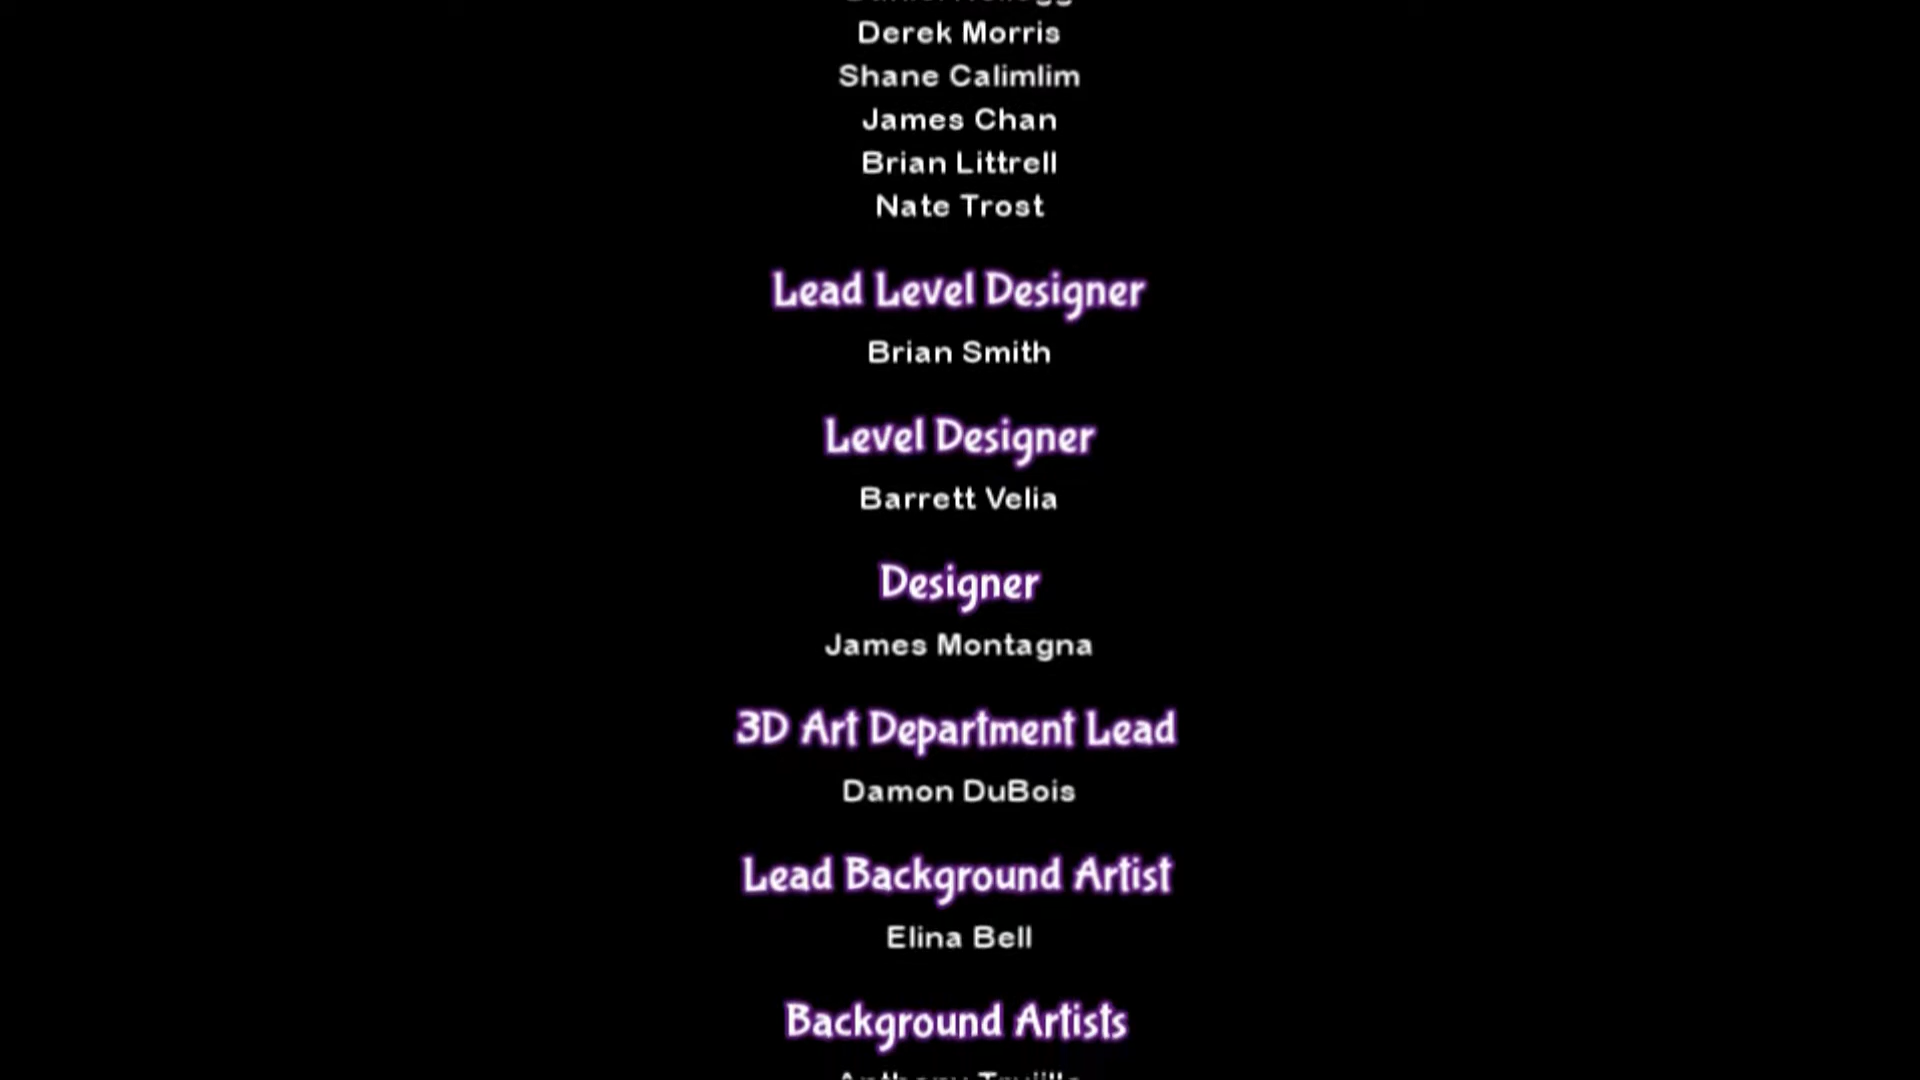 Derek Morris
Shane Calimlim
James Chan
Brian Littrell
Nate Trost
Lead Level Designer
Brian Smith
Level Designer
Barrett Velia
Designer
James Montagna
3D Art Department Lead
Damon DuBois
Lead Background Artist
Elina Bell
Background Artists